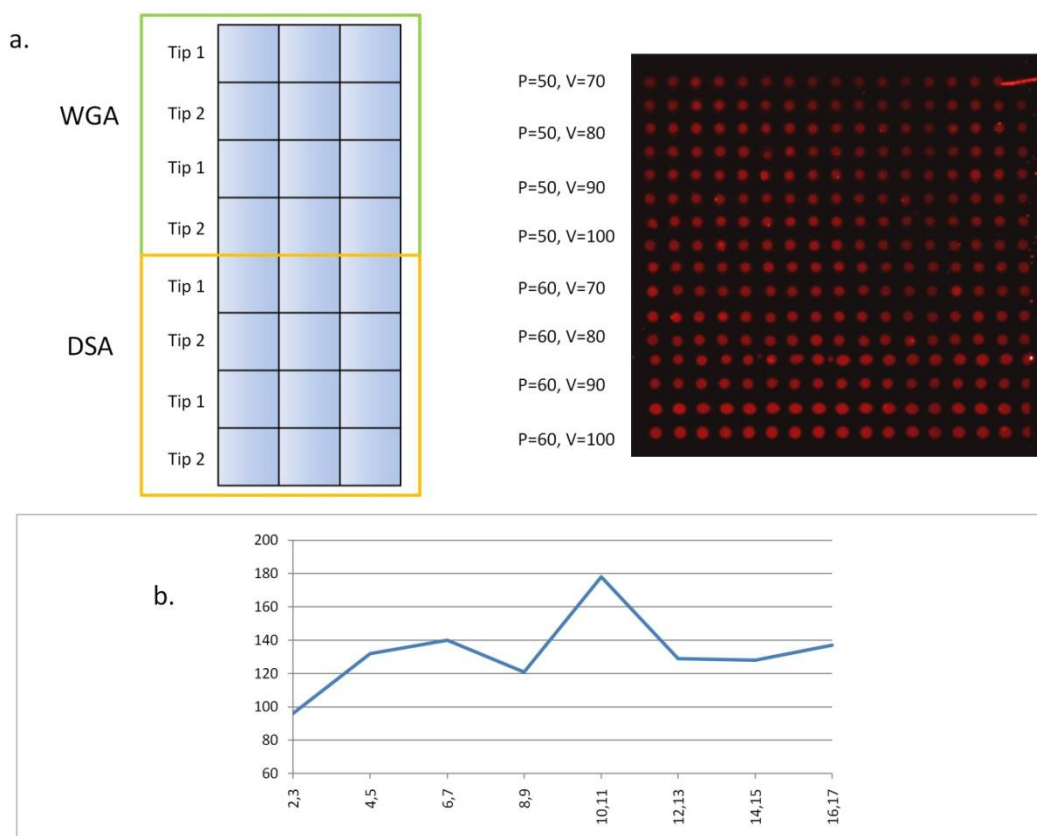 a.
WGA
DSA
Tip 1
Tip 2
Tip 1
Tip 2
Tip 1
Tip 2
Tip 1
Tip 2
P=50, V=70
P=50, V=80
P=50, V=90
P=50, V=100
P=60, V=70
P=60, V=80
P=60, V=90
P=60, V=100
b.
200
180
160
140
120
100
80
60
2,3
4,5
6,7
8,9
10,11
12,13
14,15
16,17